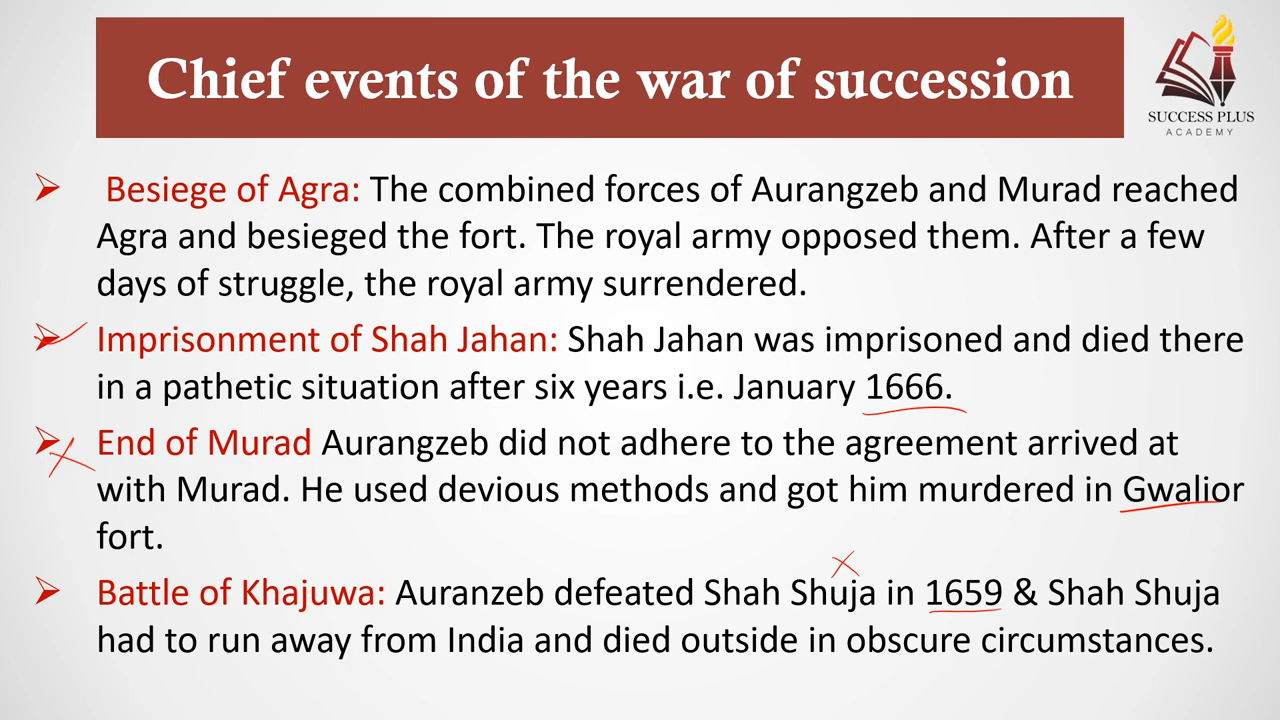 Chief events of the war of succession
SUCCESS PLUS
ACADEMY
Besiege of Agra: The combined forces of Aurangzeb and Murad reached
Agra and besieged the fort. The royal army opposed them. After a few
days of struggle, the royal army surrendered.
Imprisonment of Shah Jahan: Shah Jahan was imprisoned and died there
in a pathetic situation after six years i.e. January 1666.
End of Murad Aurangzeb did not adhere to the agreement arrived at
with Murad. He used devious methods and got him murdered in Gwalior
fort.
Battle of Khajuwa: Auranzeb defeated Shah Shuja in 1659 & Shah Shuja
had to run away from India and died outside in obscure circumstances.